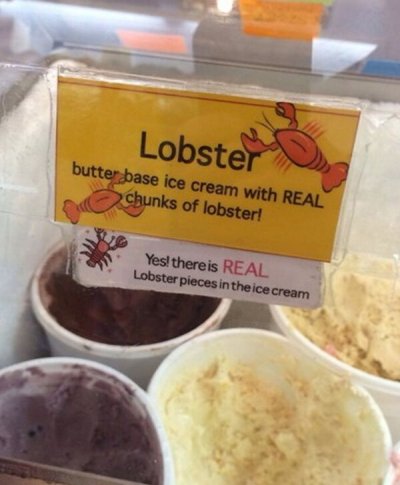 Lobster
butter base ice cream with REAL
chunks of lobster!
Yes! there is REAL
Lobster pieces in the ice cream